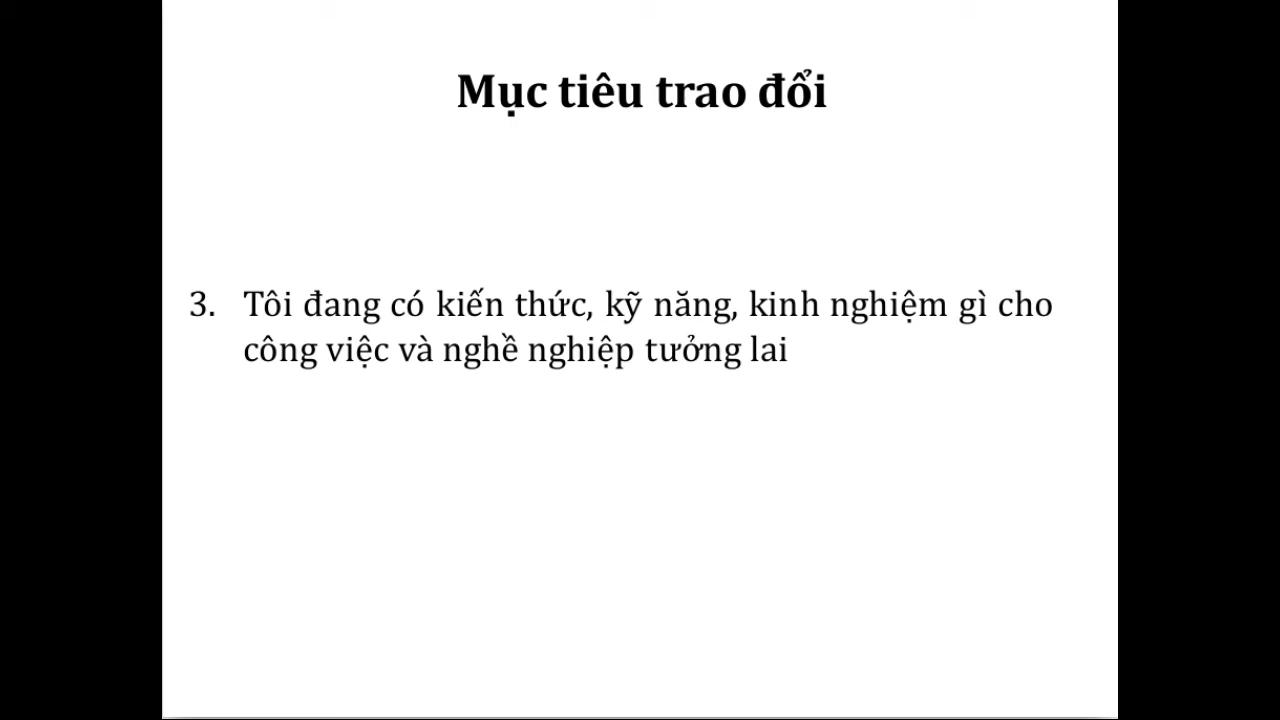 Mục tiêu trao đổi
3. Tôi đang có kiến thức, kỹ năng, kinh nghiệm gì cho
công việc và nghề nghiệp tưởng lai